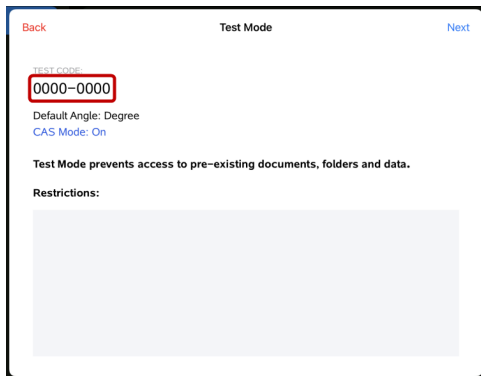 Back Test Mode Next
TEST CODE:
0000-0000
Default Angle: Degree
CAS Mode: On
Test Mode prevents access to pre-existing documents, folders and data.
Restrictions: